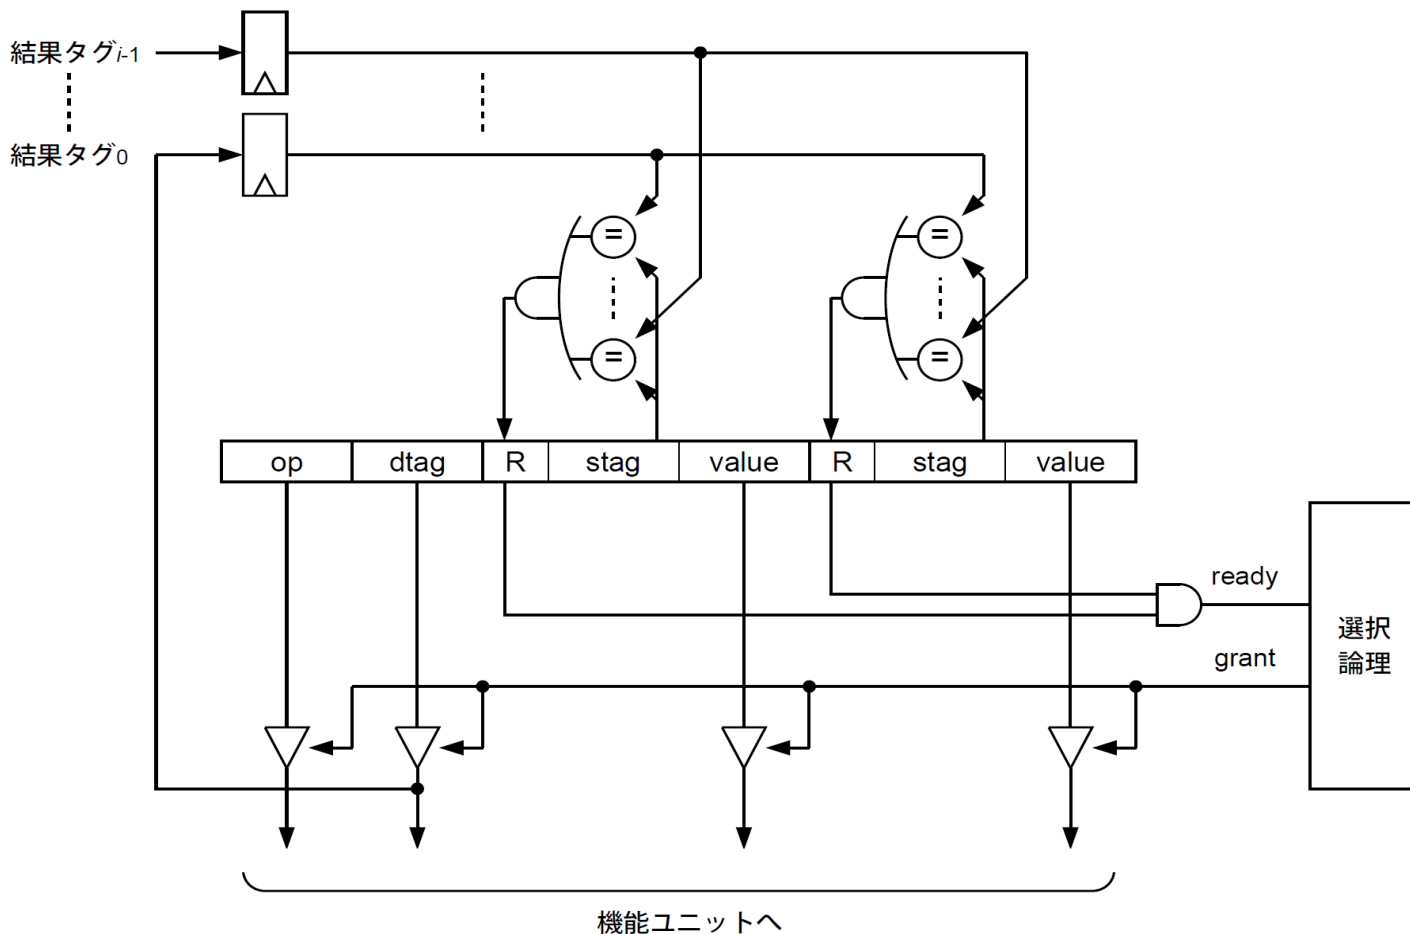 結果タグi-1
結果タグ0
=
=
=
=
op dtag R stag value R stag value
ready
grant
選択
論理
機能ユニットへ